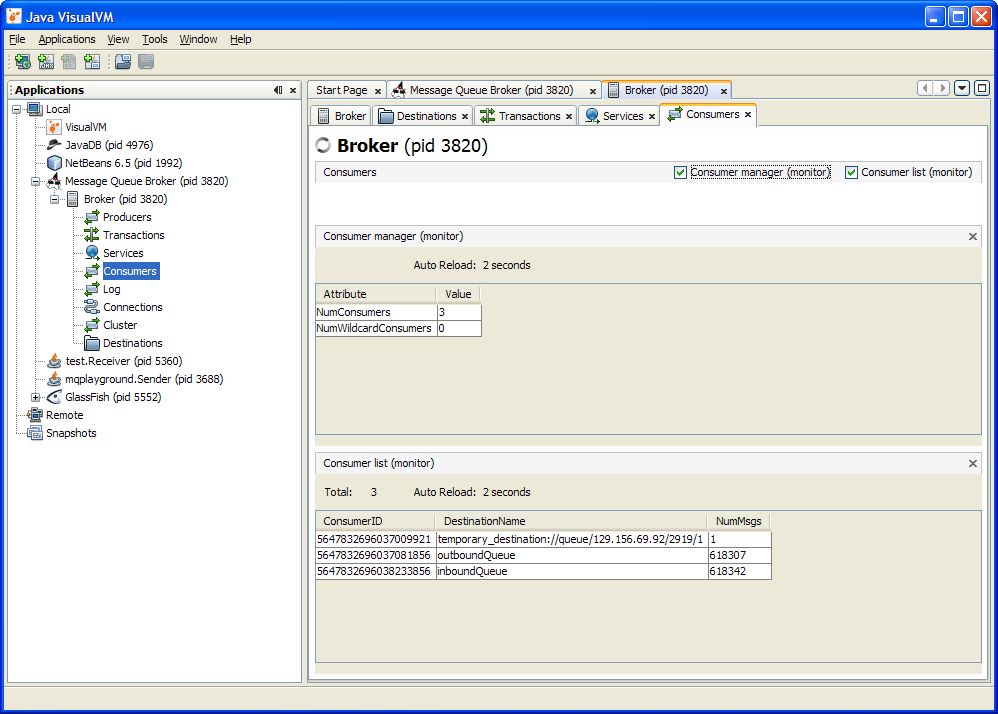 Java VisualVM
File Applications View Tools Window Help
Applications
Local
VisualVM
JavaDB (pid 4976)
NetBeans 6.5 (pid 1992)
Message Queue Broker (pid 3820)
Broker (pid 3820)
Producers
Transactions
Services
Consumers
Log
Connections
Cluster
Destinations
test.Receiver (pid 5360)
mqplayground.Sender (pid 3688)
GlassFish (pid 5552)
Remote
Snapshots
Start Page Message Queue Broker (pid 3820) Broker (pid 3820)
Broker Destinations Transactions Services Consumers
Broker (pid 3820)
Consumers Consumer manager (monitor) Consumer list (monitor)
Consumer manager (monitor)
Auto Reload: 2 seconds
Attribute Value
NumConsumers 3
NumWildcardConsumers 0
Consumer list (monitor)
Total: 3 Auto Reload: 2 seconds
ConsumerID DestinationName NumMsgs
5647832696037009921 temporary_destination://queue/129.156.69.92/2919/1 1
5647832696037081856 outboundQueue 618307
5647832696038233856 inboundQueue 618342